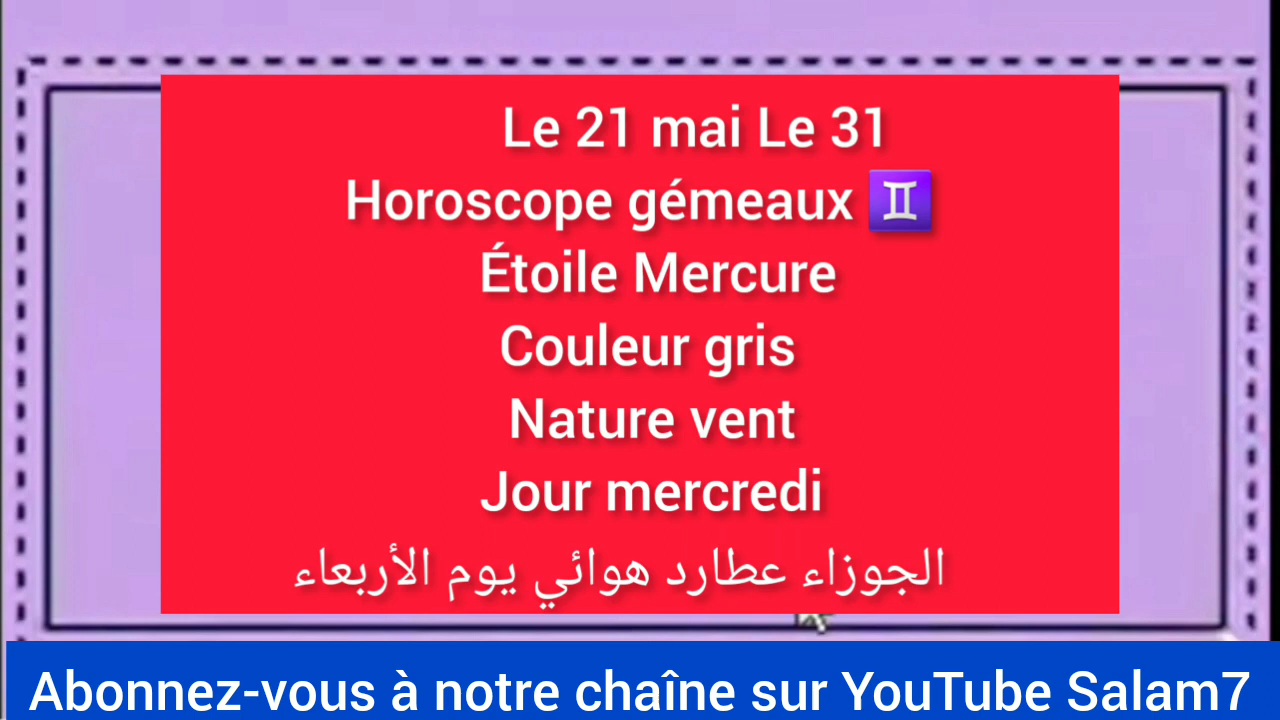 Le 21 mai Le 31
Horoscope gémeaux ♊
Étoile Mercure
Couleur gris
Nature vent
Jour mercredi
الجوزاء عطارد هوائي يوم الأربعاء
Abonnez-vous à notre chaîne sur YouTube Salam7